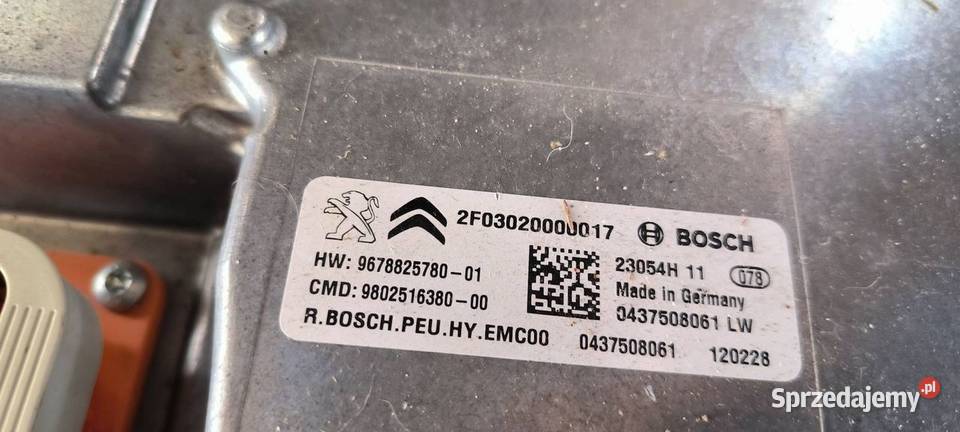 2F03020000017 BOSCH
HW: 9678825780-01 23054H 11 078
CMD: 9802516380-00 Made in Germany
0437508061 LW
R.BOSCH.PEU.HY.EMC00 0437508061 120228
Sprzedajemy.pl